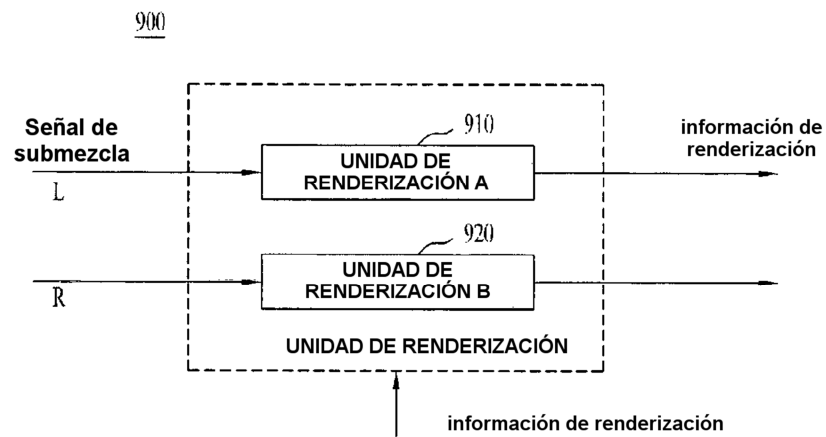 900
Señal de
submezcla
L
R
910
UNIDAD DE
RENDERIZACIÓN A
920
UNIDAD DE
RENDERIZACIÓN B
UNIDAD DE RENDERIZACIÓN
información de
renderización
información de renderización